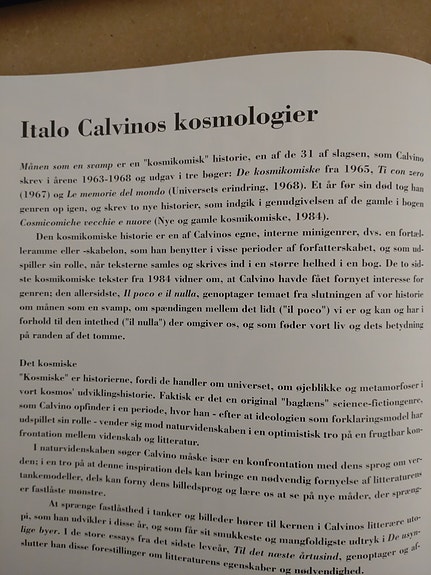 Italo Calvinos kosmologier
Månen som en svamp er en "kosmikomisk" historie, en af de 31 af slagsen, som Calvino
skrev i årene 1963-1968 og udgav i tre bøger: De kosmikomiske fra 1965, Ti con zero
(1967) og Le memorie del mondo (Universets erindring, 1968). Et år før sin død tog han
genren op igen, og skrev to nye historier, som indgik i genudgivelsen af de gamle i bogen
Cosmicomiche vecchie e nuore (Nye og gamle kosmikomiske, 1984).
Den kosmikomiske historie er en af Calvinos egne, interne minigenrer, dvs. en fortæl-
leramme eller -skabelon, som han benytter i visse perioder af forfatterskabet, og som ud-
spiller sin rolle, når teksterne samles og skrives ind i en større helhed i en bog. De to sid-
ste kosmikomiske tekster fra 1984 vidner om, at Calvino havde fået fornyet interesse for
genren; den allersidste, Il poco e il nulla, genoptager temaet fra slutningen af vor historie
om månen som en svamp, om spændingen mellem det lidt ("il poco") vi er og kan og har i
forhold til den intethed ("il nulla") der omgiver os, og som føder vort liv og dets betydning
på randen af det tomme.
Det kosmiske
"Kosmiske" er historierne, fordi de handler om universet, om øjeblikke og metamorfoser i
vort kosmos' udviklingshistorie. Faktisk er det en original "baglæns" science-fictiongenre,
som Calvino opfinder i en periode, hvor han - efter at ideologien som forklaringsmodel har
udspillet sin rolle - vender sig mod naturvidenskaben i en optimistisk tro på en frugtbar kon-
frontation mellem videnskab og litteratur.
I naturvidenskaben søger Calvino måske især en konfrontation med dens sprog om ver-
den; i en tro på at denne inspiration dels kan bringe en nødvendig fornyelse af litteraturens
tankemodeller, dels kan forny dens billedsprog og lære os at se på nye måder, der spræng-
er fastlåste mønstre.
At sprænge fastlåsthed i tanker og billeder hører til kernen i Calvinos litterære uto-
pi, som han udvikler i disse år, og som får sit smukkeste og mangfoldigste udtryk i De usyn-
lige byer. I de store essays fra det sidste leveår, Til det næste årtusind, genoptager og af-
slutter han disse forestillinger om litteraturens egenskaber og nødvendighed.